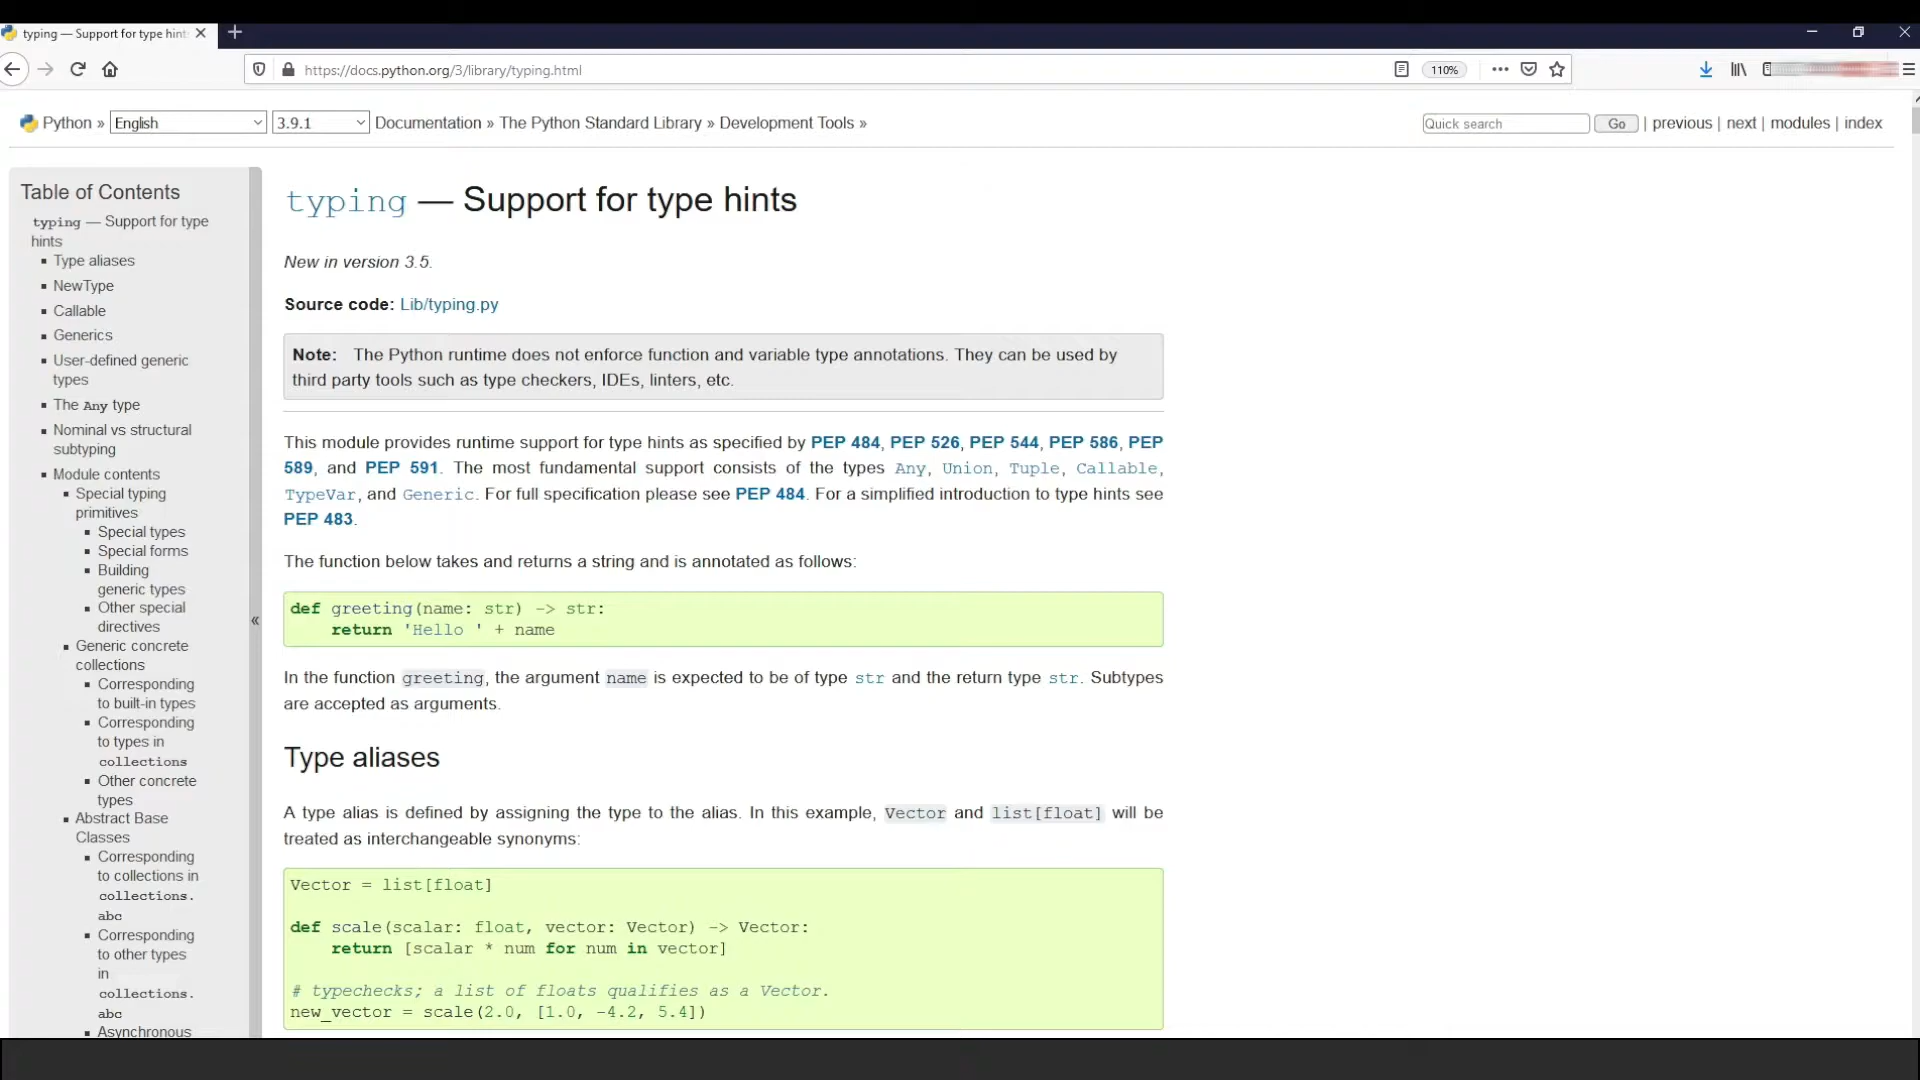 typing — Support for type hint
https://docs.python.org/3/library/typing.html
110%
Python » English 3.9.1 Documentation » The Python Standard Library » Development Tools »
Quick search Go | previous | next | modules | index
Table of Contents
typing — Support for type
hints
Type aliases
NewType
Callable
Generics
User-defined generic
types
The Any type
Nominal vs structural
subtyping
Module contents
Special typing
primitives
Special types
Special forms
Building
generic types
Other special
directives
Generic concrete
collections
Corresponding
to built-in types
Corresponding
to types in
collections
Other concrete
types
Abstract Base
Classes
Corresponding
to collections in
collections.
abc
Corresponding
to other types
in
collections.
abc
Asynchronous
«
typing — Support for type hints
New in version 3.5.
Source code: Lib/typing.py
Note: The Python runtime does not enforce function and variable type annotations. They can be used by
third party tools such as type checkers, IDEs, linters, etc.
This module provides runtime support for type hints as specified by PEP 484, PEP 526, PEP 544, PEP 586, PEP
589, and PEP 591. The most fundamental support consists of the types Any, Union, Tuple, Callable,
TypeVar, and Generic. For full specification please see PEP 484. For a simplified introduction to type hints see
PEP 483.
The function below takes and returns a string and is annotated as follows:
def greeting(name: str) -> str:
    return 'Hello ' + name
In the function greeting, the argument name is expected to be of type str and the return type str. Subtypes
are accepted as arguments.
Type aliases
A type alias is defined by assigning the type to the alias. In this example, Vector and list[float] will be
treated as interchangeable synonyms:
Vector = list[float]
def scale(scalar: float, vector: Vector) -> Vector:
    return [scalar * num for num in vector]
# typechecks; a list of floats qualifies as a Vector.
new_vector = scale(2.0, [1.0, -4.2, 5.4])